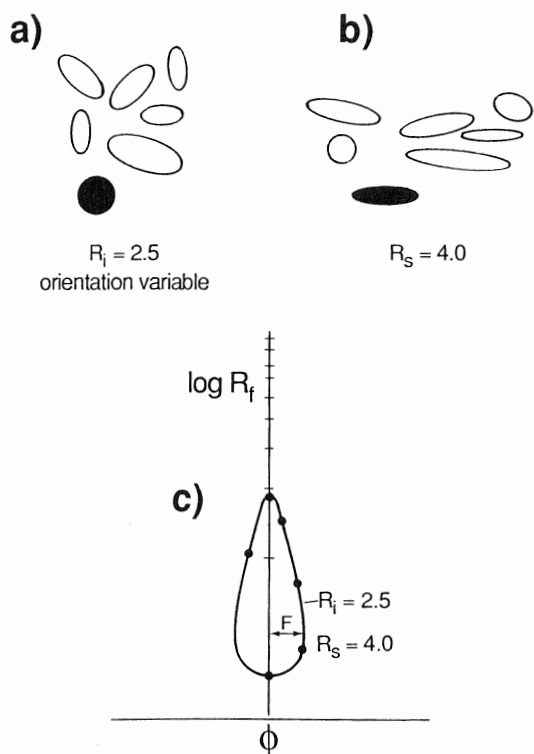 a)
b)
R_i = 2.5
orientation variable
R_s = 4.0
log R_f
c)
R_i = 2.5
F
R_s = 4.0
ϕ